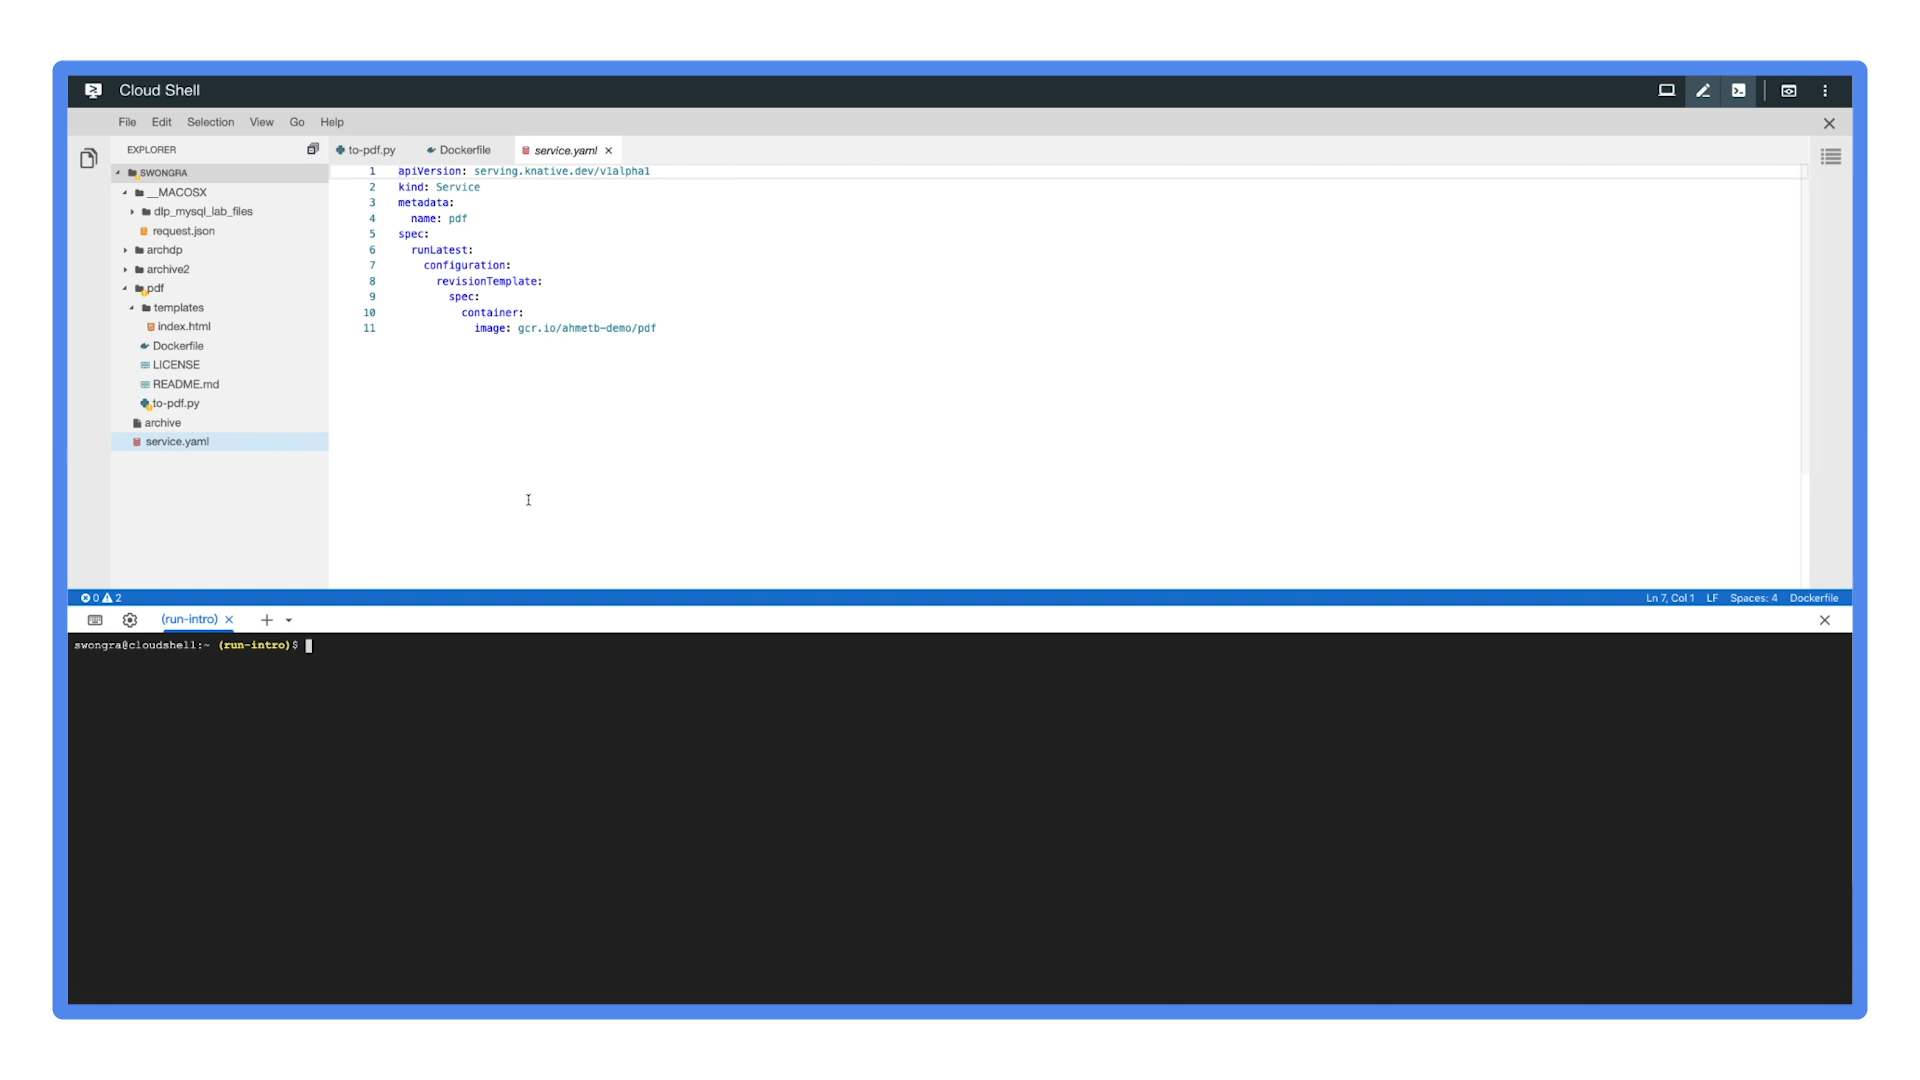 Cloud Shell
File Edit Selection View Go Help
EXPLORER
SWONGRA
__MACOSX
dlp_mysql_lab_files
request.json
archdp
archive2
pdf
templates
index.html
Dockerfile
LICENSE
README.md
to-pdf.py
archive
service.yaml
to-pdf.py Dockerfile service.yaml
1 apiVersion: serving.knative.dev/v1alpha1
2 kind: Service
3 metadata:
4 name: pdf
5 spec:
6 runLatest:
7 configuration:
8 revisionTemplate:
9 spec:
10 container:
11 image: gcr.io/ahmetb-demo/pdf
0 2 Ln 7, Col 1 LF Spaces: 4 Dockerfile
(run-intro)
swongra@cloudshell:~ (run-intro)$